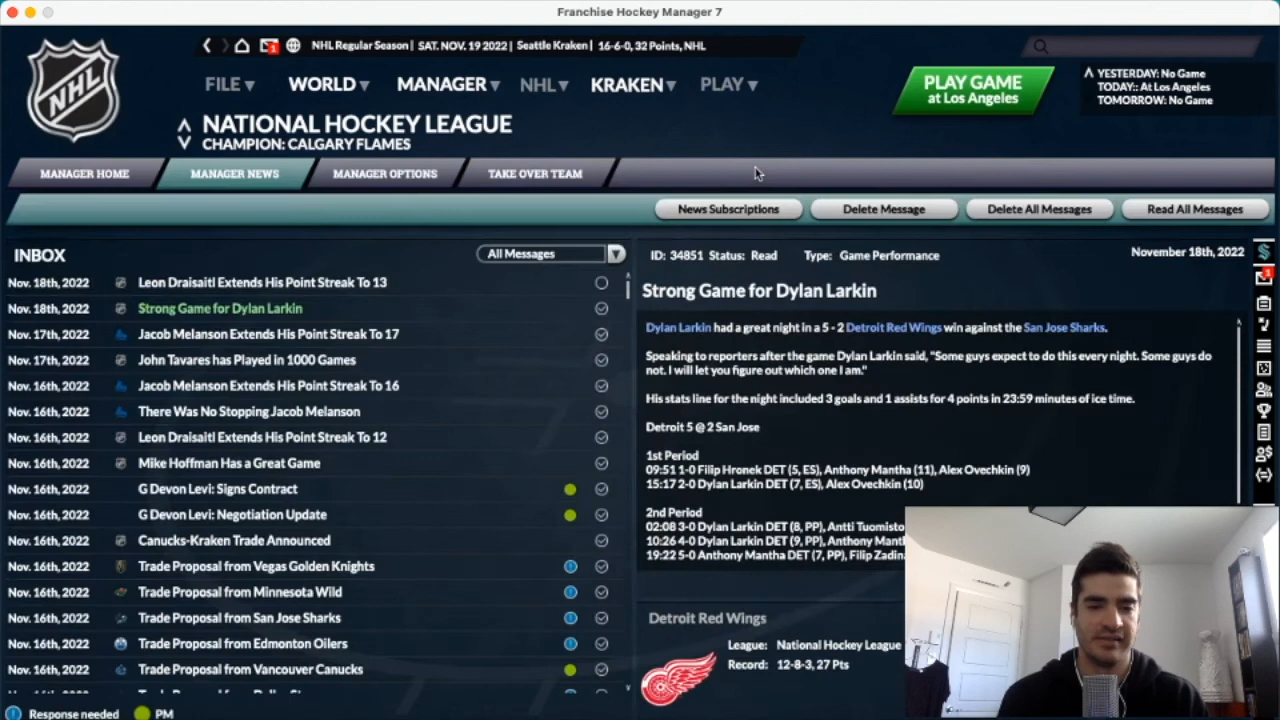 Franchise Hockey Manager 7
NHL Regular Season | SAT. NOV. 19 2022 | Seattle Kraken | 16-6-0, 32 Points, NHL
FILE WORLD MANAGER NHL KRAKEN PLAY
PLAY GAME
at Los Angeles
YESTERDAY: No Game
TODAY:: At Los Angeles
TOMORROW: No Game
NHL
NATIONAL HOCKEY LEAGUE
CHAMPION: CALGARY FLAMES
MANAGER HOME MANAGER NEWS MANAGER OPTIONS TAKE OVER TEAM
News Subscriptions Delete Message Delete All Messages Read All Messages
INBOX All Messages
Nov. 18th, 2022 Leon Draisaitl Extends His Point Streak To 13
Nov. 18th, 2022 Strong Game for Dylan Larkin
Nov. 17th, 2022 Jacob Melanson Extends His Point Streak To 17
Nov. 17th, 2022 John Tavares has Played in 1000 Games
Nov. 16th, 2022 Jacob Melanson Extends His Point Streak To 16
Nov. 16th, 2022 There Was No Stopping Jacob Melanson
Nov. 16th, 2022 Leon Draisaitl Extends His Point Streak To 12
Nov. 16th, 2022 Mike Hoffman Has a Great Game
Nov. 16th, 2022 G Devon Levi: Signs Contract
Nov. 16th, 2022 G Devon Levi: Negotiation Update
Nov. 16th, 2022 Canucks-Kraken Trade Announced
Nov. 16th, 2022 Trade Proposal from Vegas Golden Knights
Nov. 16th, 2022 Trade Proposal from Minnesota Wild
Nov. 16th, 2022 Trade Proposal from San Jose Sharks
Nov. 16th, 2022 Trade Proposal from Edmonton Oilers
Nov. 16th, 2022 Trade Proposal from Vancouver Canucks
Response needed PM
ID: 34851 Status: Read Type: Game Performance November 18th, 2022
Strong Game for Dylan Larkin
Dylan Larkin had a great night in a 5 - 2 Detroit Red Wings win against the San Jose Sharks.
Speaking to reporters after the game Dylan Larkin said, "Some guys expect to do this every night. Some guys do
not. I will let you figure out which one I am."
His stats line for the night included 3 goals and 1 assists for 4 points in 23:59 minutes of ice time.
Detroit 5 @ 2 San Jose
1st Period
09:51 1-0 Filip Hronek DET (5, ES), Anthony Mantha (11), Alex Ovechkin (9)
15:17 2-0 Dylan Larkin DET (7, ES), Alex Ovechkin (10)
2nd Period
02:08 3-0 Dylan Larkin DET (8, PP), Antti Tuomisto
10:26 4-0 Dylan Larkin DET (9, PP), Anthony Mant
19:22 5-0 Anthony Mantha DET (7, PP), Filip Zadin
Detroit Red Wings
League: National Hockey League
Record: 12-8-3, 27 Pts